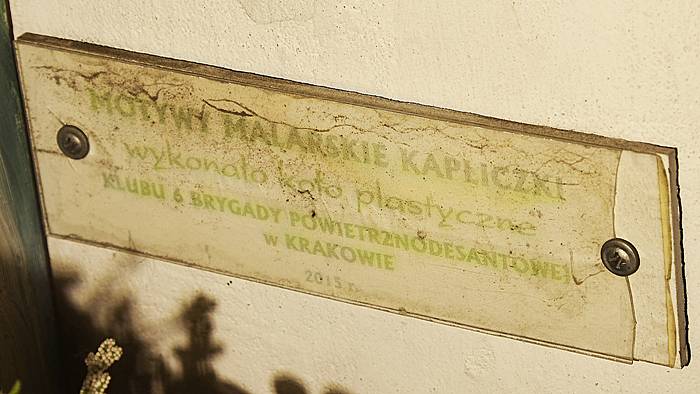 MOTYWY MALARSKIE KAPLICZKI
wykonało koło plastyczne
KLUBU 6 BRYGADY POWIETRZNODESANTOWEJ
w KRAKOWIE
2015 r.